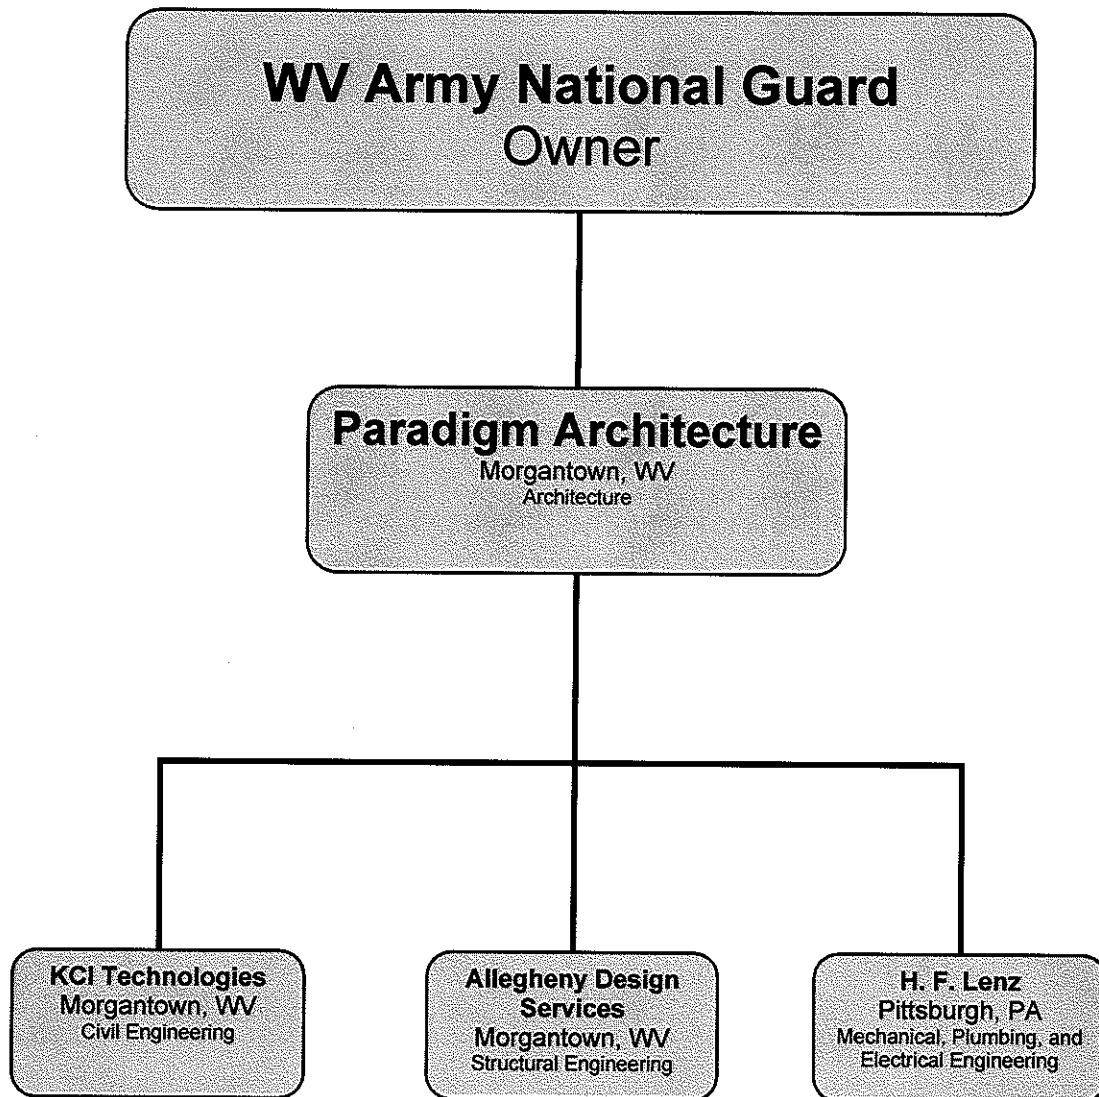 WV Army National Guard
Owner
Paradigm Architecture
Morgantown, WV
Architecture
KCI Technologies
Morgantown, WV
Civil Engineering
Allegheny Design
Services
Morgantown, WV
Structural Engineering
H. F. Lenz
Pittsburgh, PA
Mechanical, Plumbing, and
Electrical Engineering